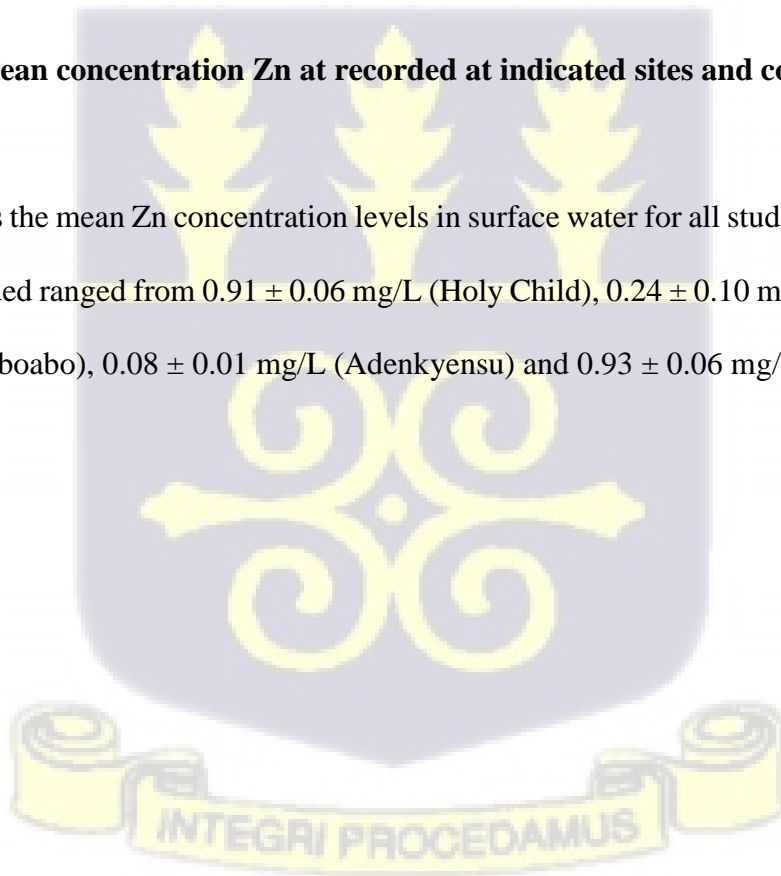 ean concentration Zn at recorded at indicated sites and co
s the mean Zn concentration levels in surface water for all stud
ed ranged from 0.91 ± 0.06 mg/L (Holy Child), 0.24 ± 0.10 m
boabo), 0.08 ± 0.01 mg/L (Adenkyensu) and 0.93 ± 0.06 mg/
INTEGRI PROCEDAMUS